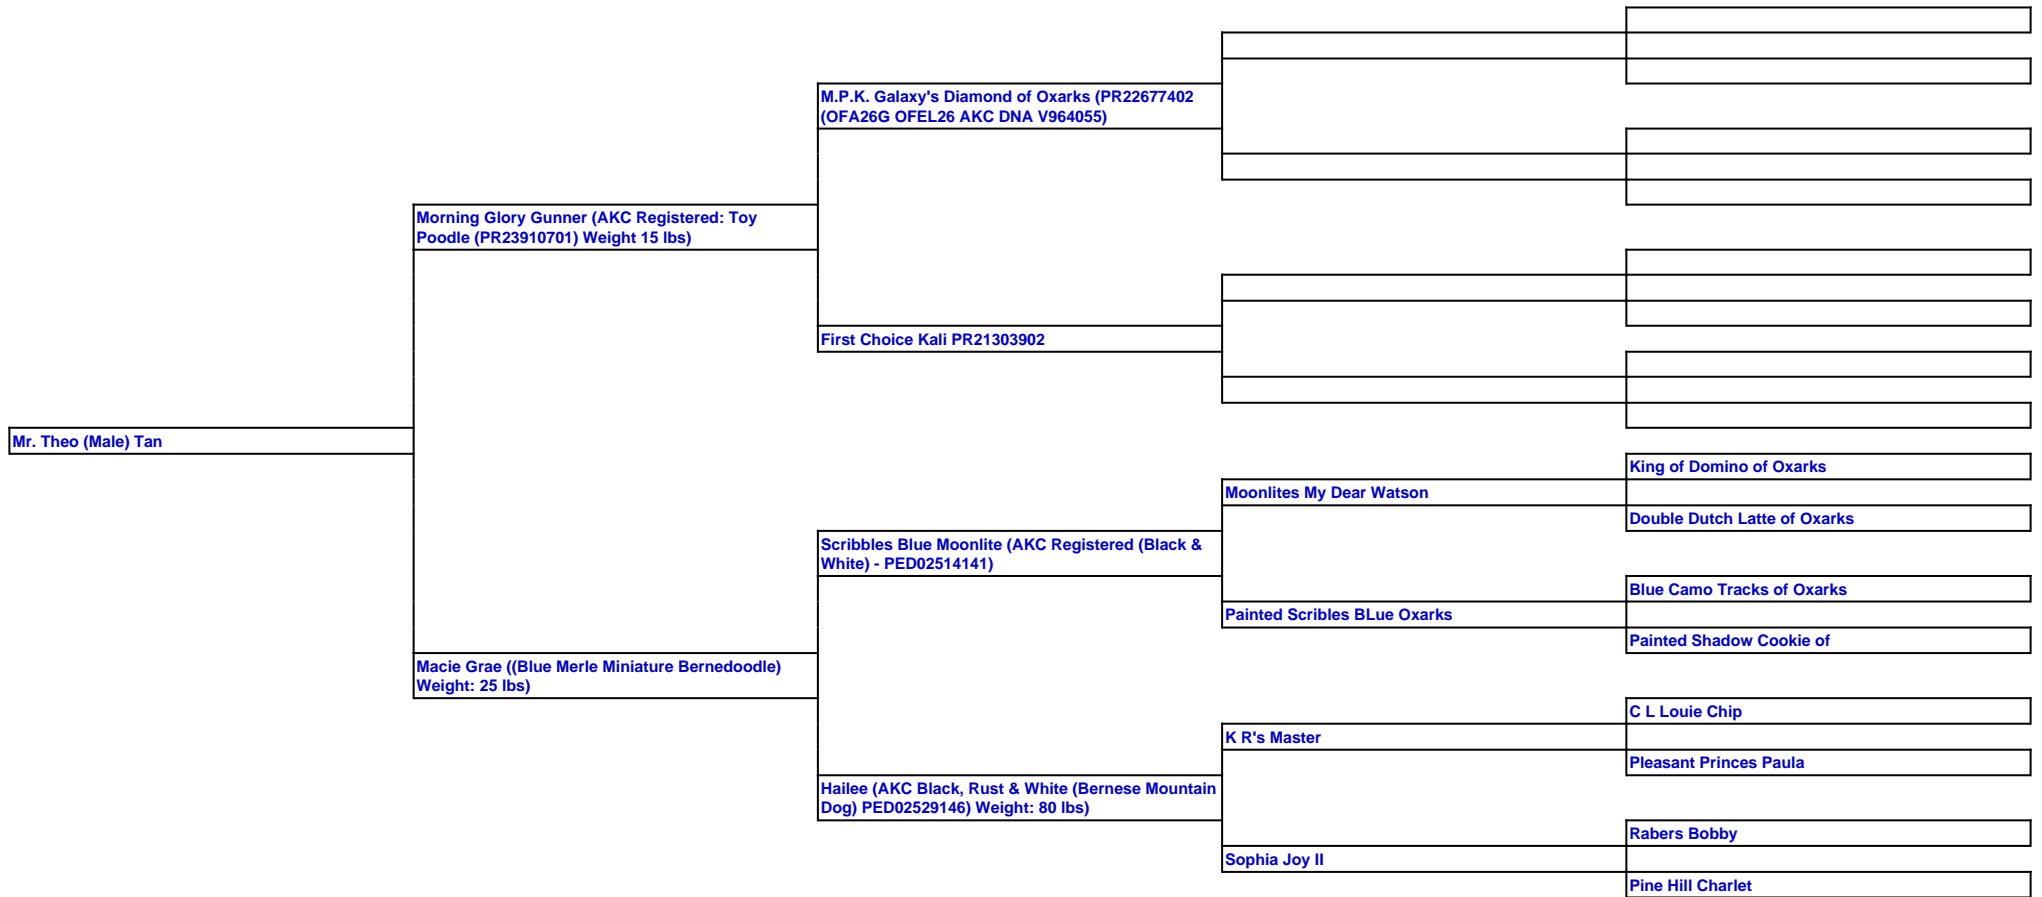 M.P.K. Galaxy's Diamond of Oxarks (PR22677402
(OFA26G OFEL26 AKC DNA V964055)
Morning Glory Gunner (AKC Registered: Toy
Poodle (PR23910701) Weight 15 lbs)
First Choice Kali PR21303902
Mr. Theo (Male) Tan
King of Domino of Oxarks
Moonlites My Dear Watson
Double Dutch Latte of Oxarks
Scribbles Blue Moonlite (AKC Registered (Black &
White) - PED02514141)
Blue Camo Tracks of Oxarks
Painted Scribles BLue Oxarks
Painted Shadow Cookie of
Macie Grae ((Blue Merle Miniature Bernedoodle)
Weight: 25 lbs)
C L Louie Chip
K R's Master
Pleasant Princes Paula
Hailee (AKC Black, Rust & White (Bernese Mountain
Dog) PED02529146) Weight: 80 lbs)
Rabers Bobby
Sophia Joy II
Pine Hill Charlet